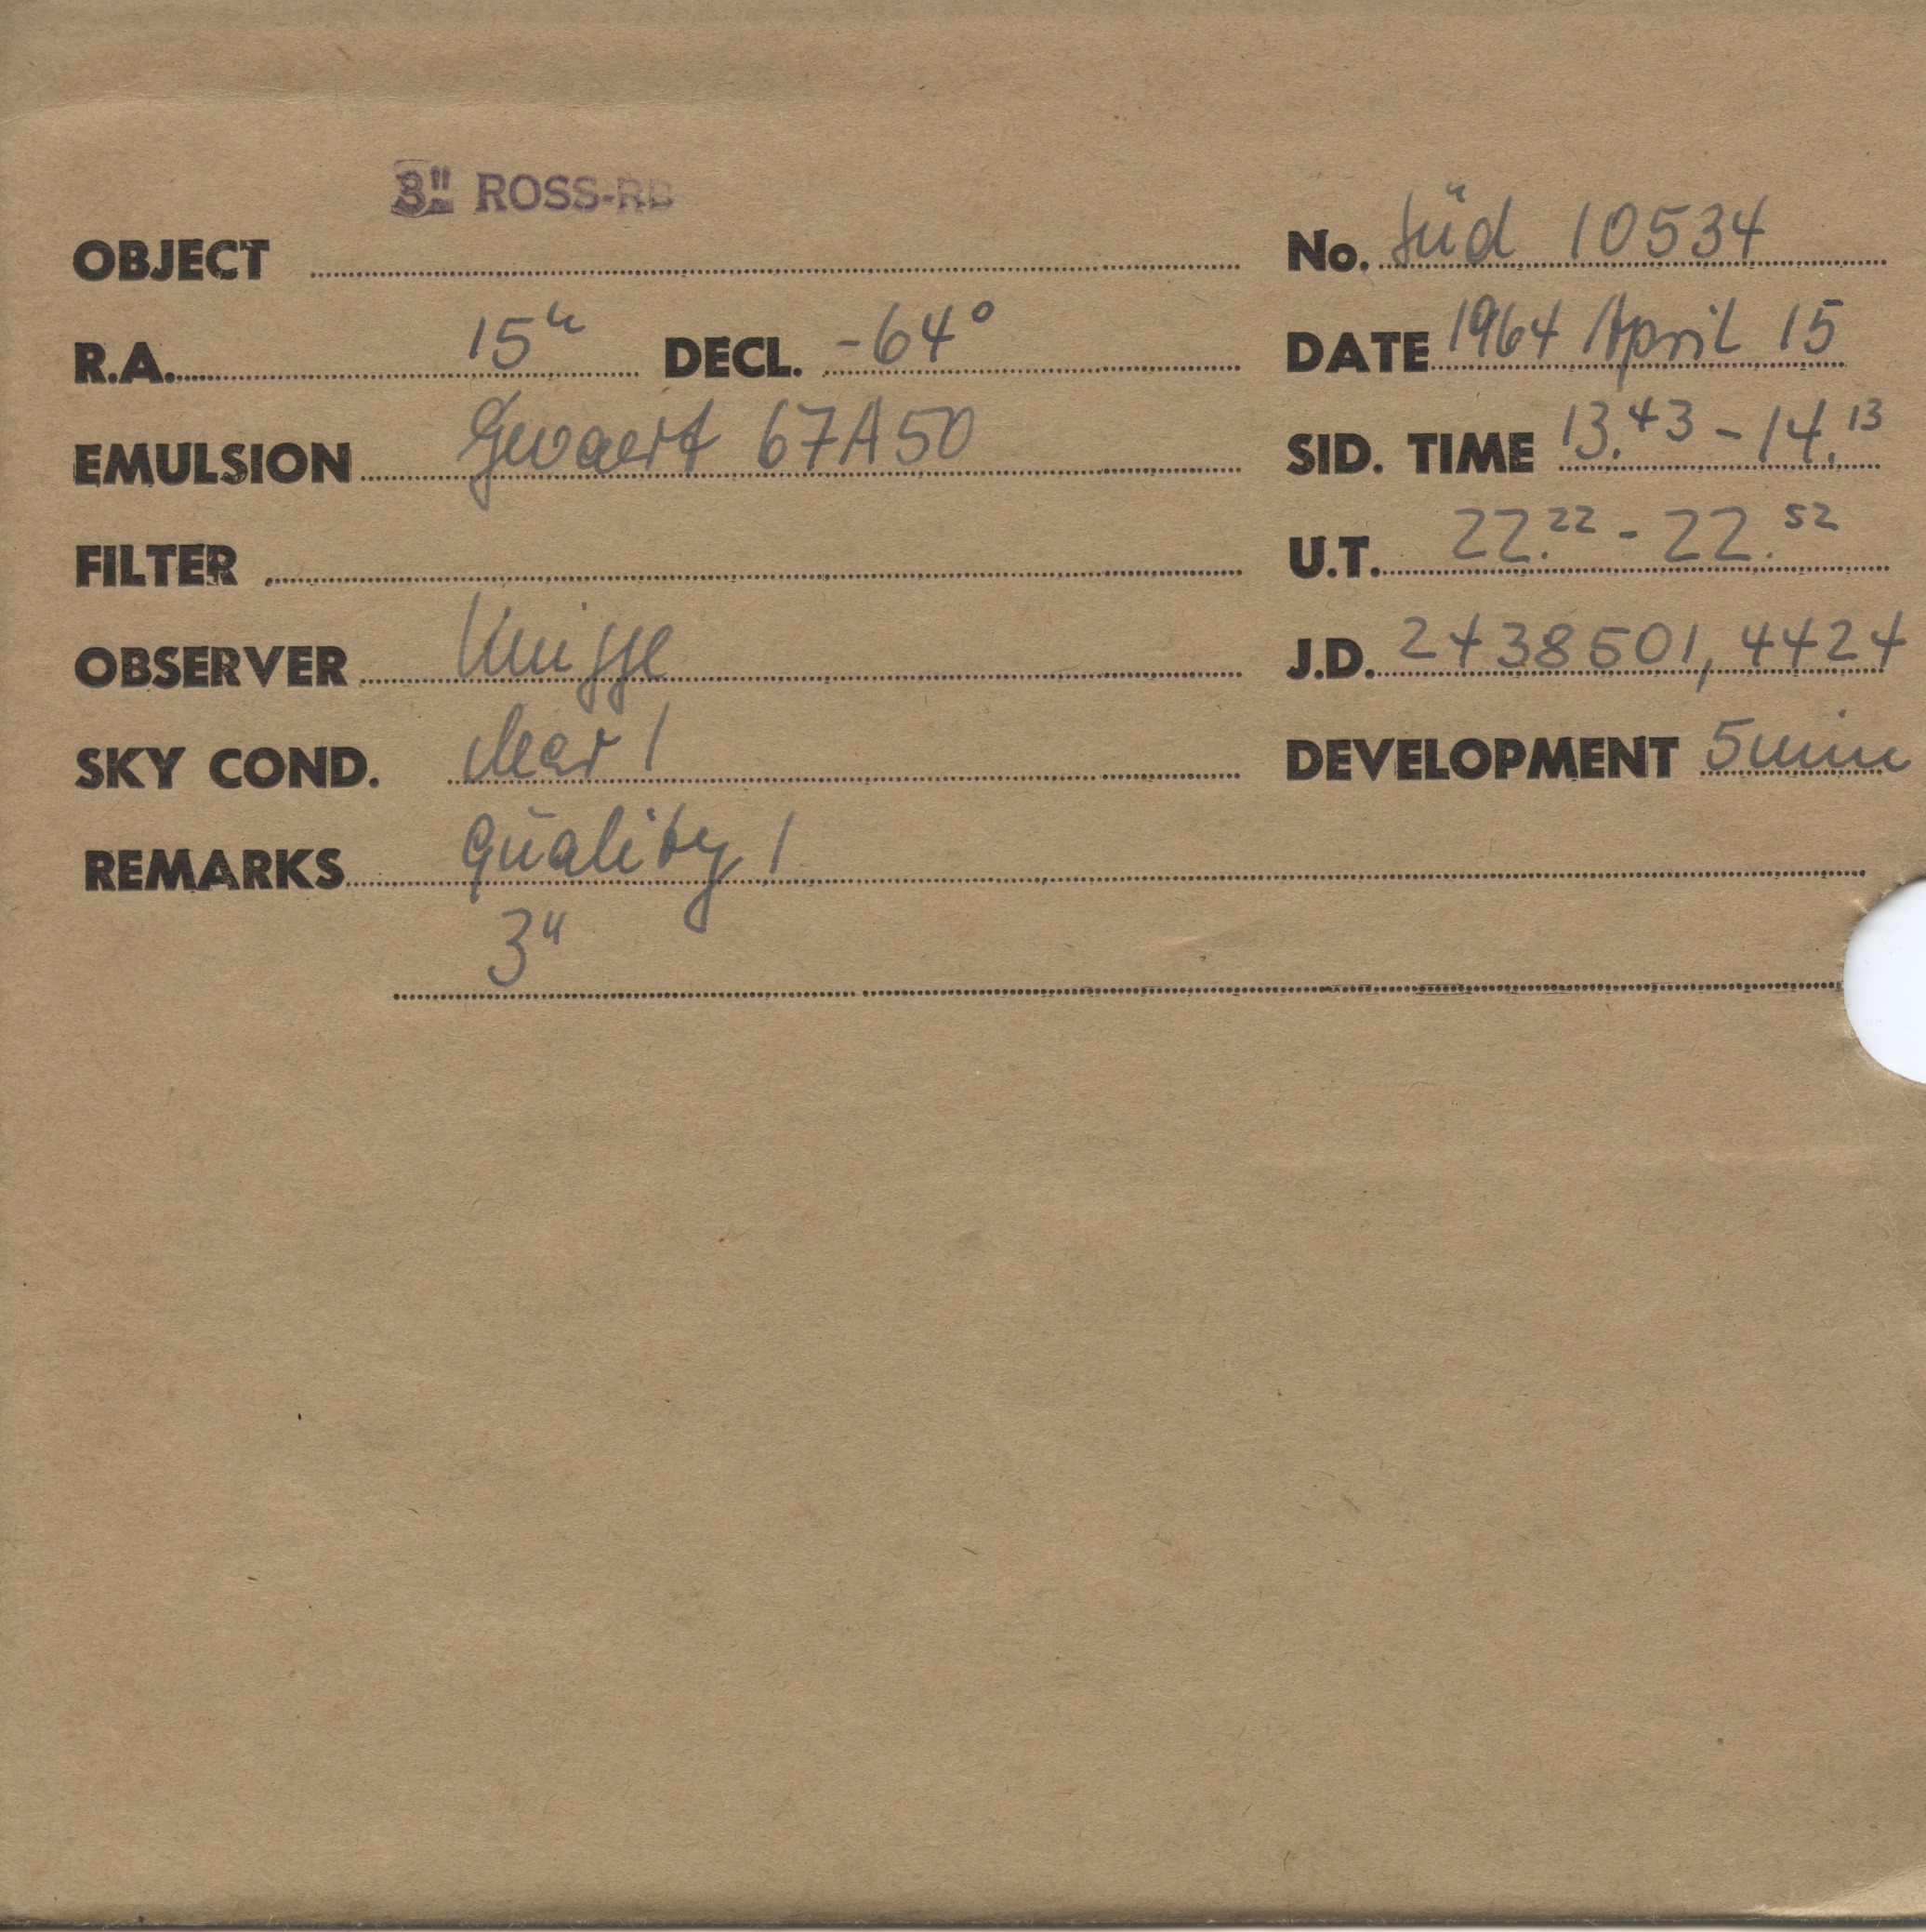 3" ROSS-RB
OBJECT No. Süd 10534
R.A. 15h DECL. -64° DATE 1964 April 15
EMULSION Gevaert 67A50 SID. TIME 13.43 - 14.13
FILTER U.T. 22.22 - 22.52
OBSERVER Knigge J.D. 2438501,4424
SKY COND. clear 1 DEVELOPMENT 5min
REMARKS Quality 1
3"